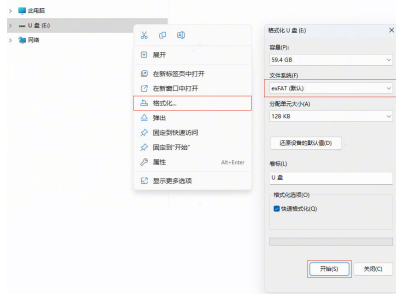 此电脑
U 盘 (E:)
网络
展开
在新标签页中打开
在新窗口中打开
格式化...
弹出
固定到快速访问
固定到"开始"
属性 Alt+Enter
显示更多选项
格式化 U 盘 (E:)
容量(P):
59.4 GB
文件系统(F)
exFAT (默认)
分配单元大小(A)
128 KB
还原设备的默认值(D)
卷标(L)
U 盘
格式化选项(O)
快速格式化(Q)
开始(S)
关闭(C)